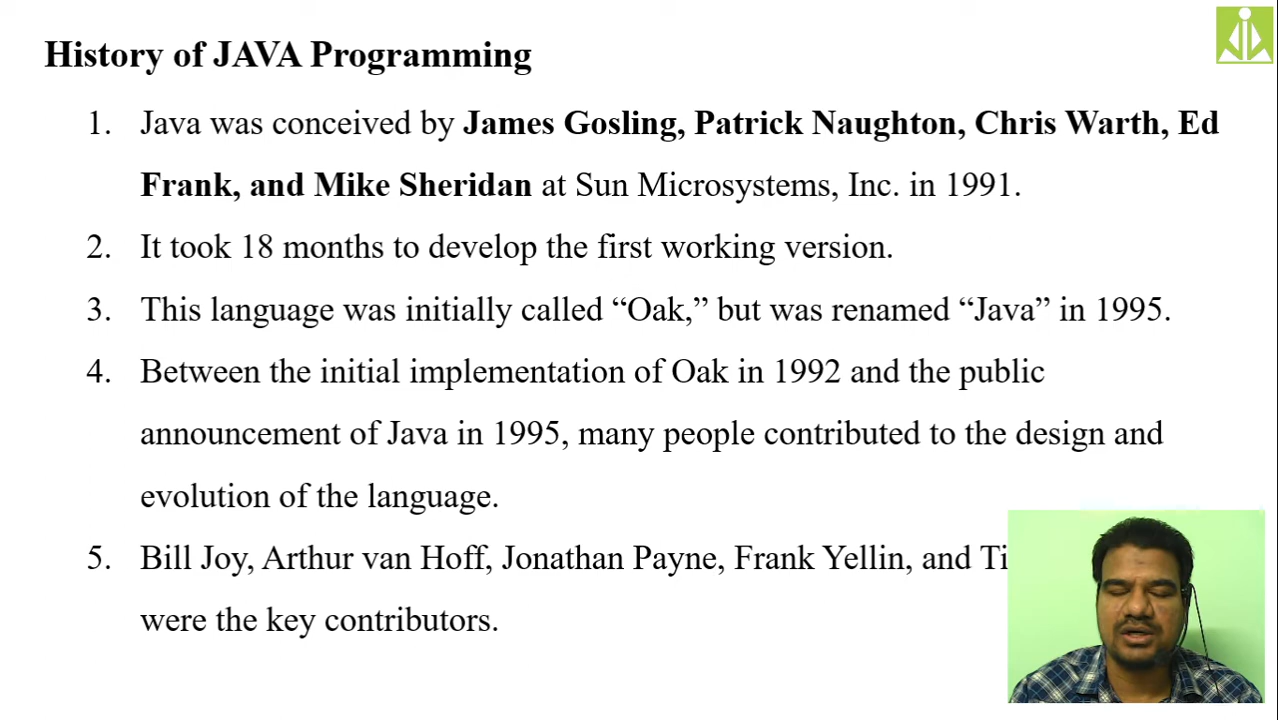 History of JAVA Programming
1. Java was conceived by James Gosling, Patrick Naughton, Chris Warth, Ed
Frank, and Mike Sheridan at Sun Microsystems, Inc. in 1991.
2. It took 18 months to develop the first working version.
3. This language was initially called “Oak,” but was renamed “Java” in 1995.
4. Between the initial implementation of Oak in 1992 and the public
announcement of Java in 1995, many people contributed to the design and
evolution of the language.
5. Bill Joy, Arthur van Hoff, Jonathan Payne, Frank Yellin, and
were the key contributors.